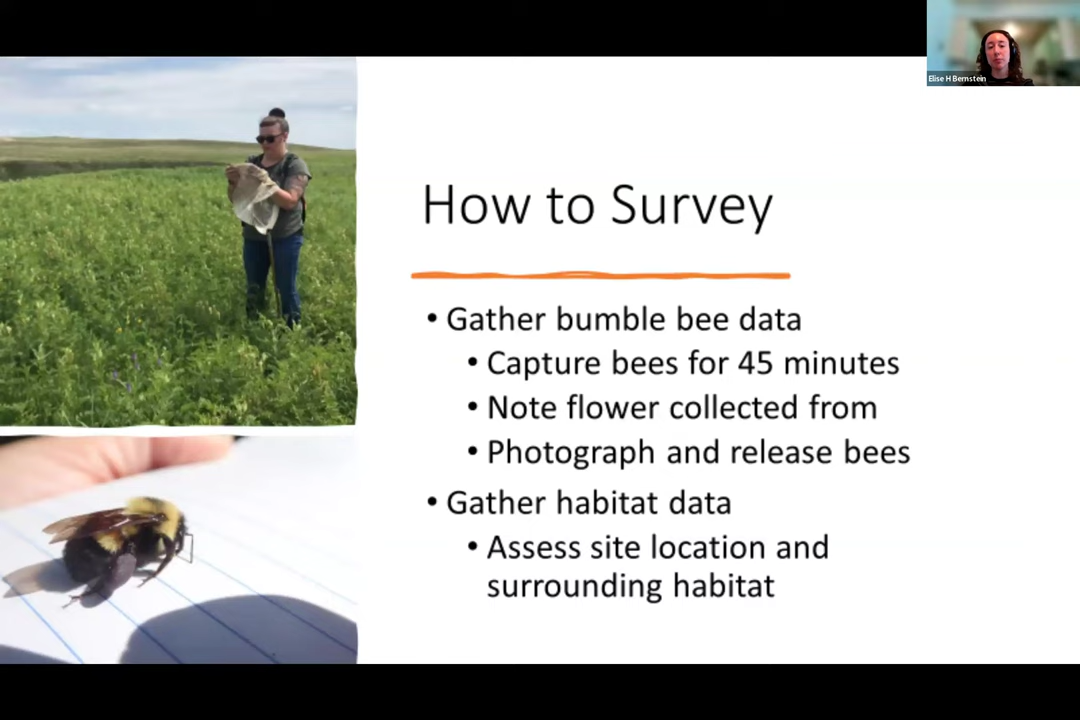 Elise H Bernstein
How to Survey
• Gather bumble bee data
• Capture bees for 45 minutes
• Note flower collected from
• Photograph and release bees
• Gather habitat data
• Assess site location and
surrounding habitat